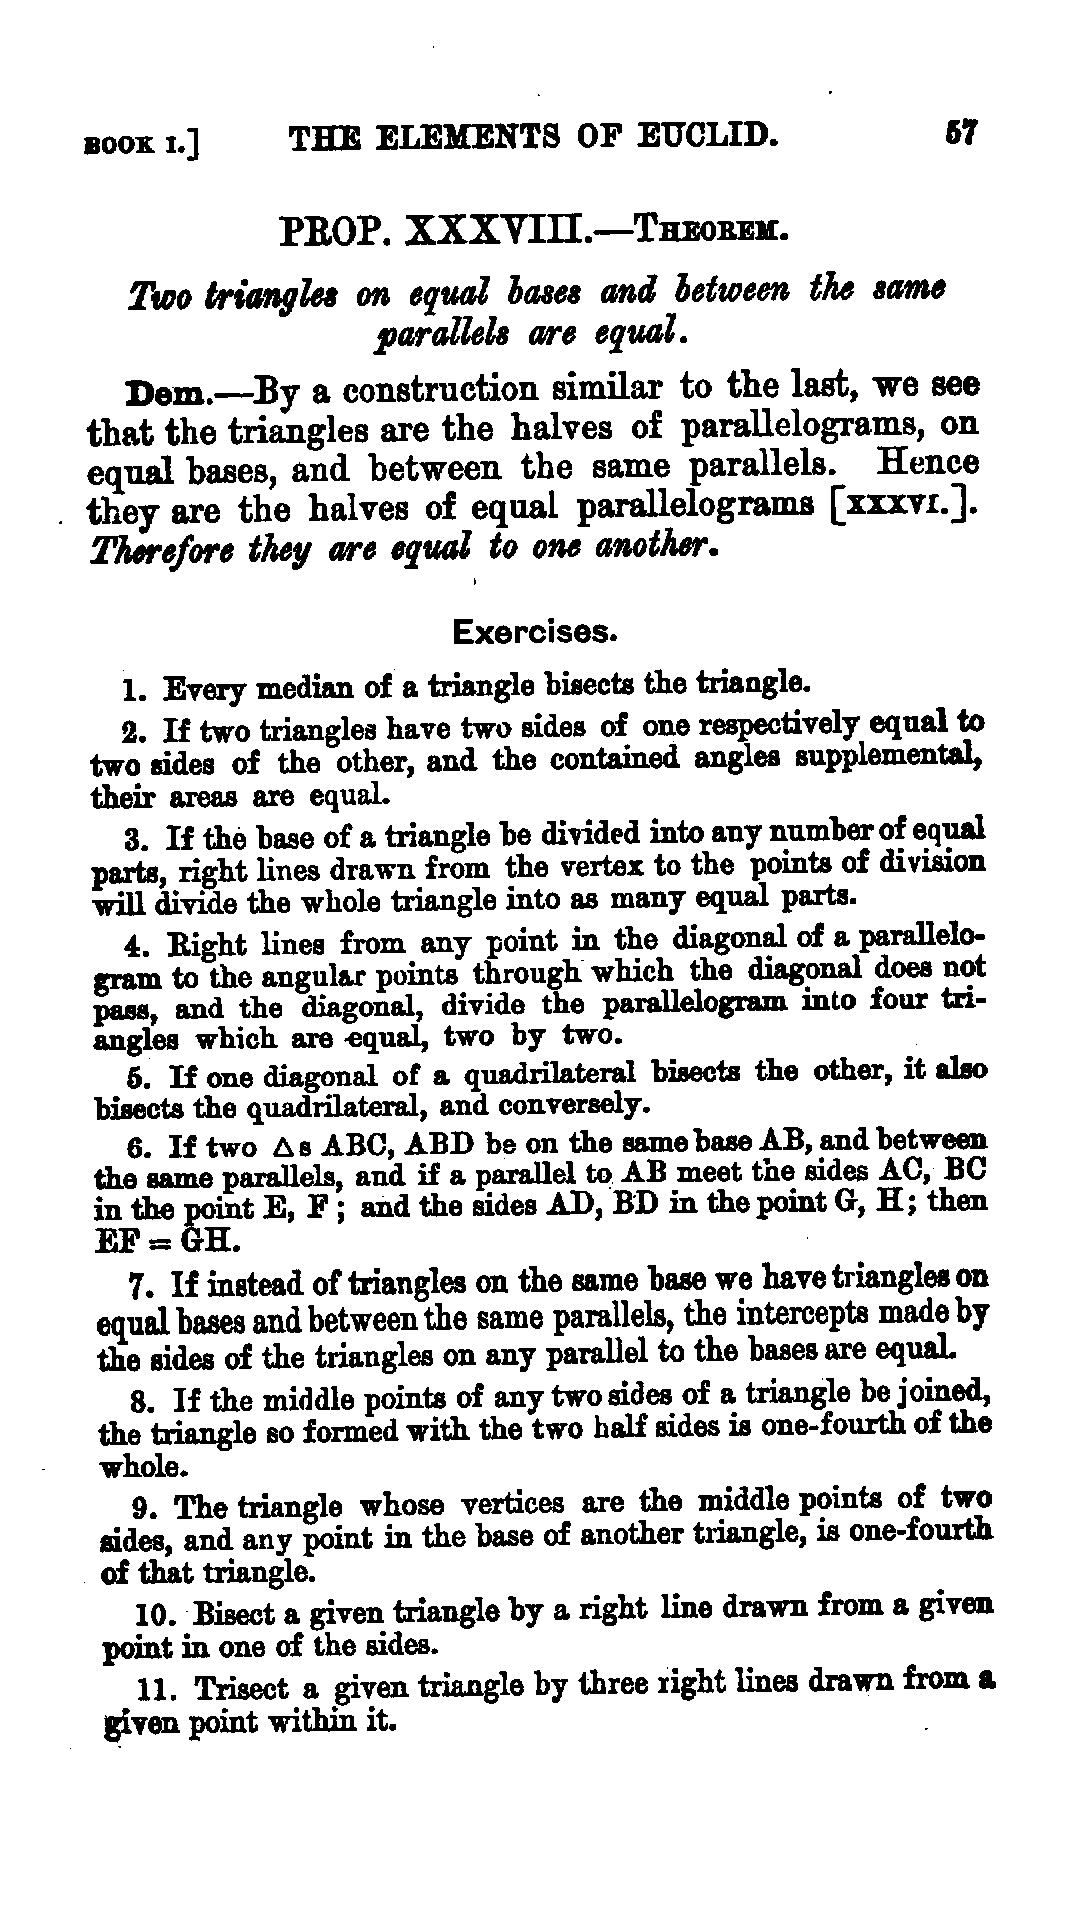 BOOK I.] THE ELEMENTS OF EUCLID. 57
PROP. XXXVIII.—THEOREM.
Two triangles on equal bases and between the same
parallels are equal.
Dem.—By a construction similar to the last, we see
that the triangles are the halves of parallelograms, on
equal bases, and between the same parallels. Hence
they are the halves of equal parallelograms [XXXVI.].
Therefore they are equal to one another.
Exercises.
1. Every median of a triangle bisects the triangle.
2. If two triangles have two sides of one respectively equal to
two sides of the other, and the contained angles supplemental,
their areas are equal.
3. If the base of a triangle be divided into any number of equal
parts, right lines drawn from the vertex to the points of division
will divide the whole triangle into as many equal parts.
4. Right lines from any point in the diagonal of a parallelo-
gram to the angular points through which the diagonal does not
pass, and the diagonal, divide the parallelogram into four tri-
angles which are equal, two by two.
5. If one diagonal of a quadrilateral bisects the other, it also
bisects the quadrilateral, and conversely.
6. If two △s ABC, ABD be on the same base AB, and between
the same parallels, and if a parallel to AB meet the sides AC, BC
in the point E, F; and the sides AD, BD in the point G, H; then
EF = GH.
7. If instead of triangles on the same base we have triangles on
equal bases and between the same parallels, the intercepts made by
the sides of the triangles on any parallel to the bases are equal.
8. If the middle points of any two sides of a triangle be joined,
the triangle so formed with the two half sides is one-fourth of the
whole.
9. The triangle whose vertices are the middle points of two
sides, and any point in the base of another triangle, is one-fourth
of that triangle.
10. Bisect a given triangle by a right line drawn from a given
point in one of the sides.
11. Trisect a given triangle by three right lines drawn from a
given point within it.